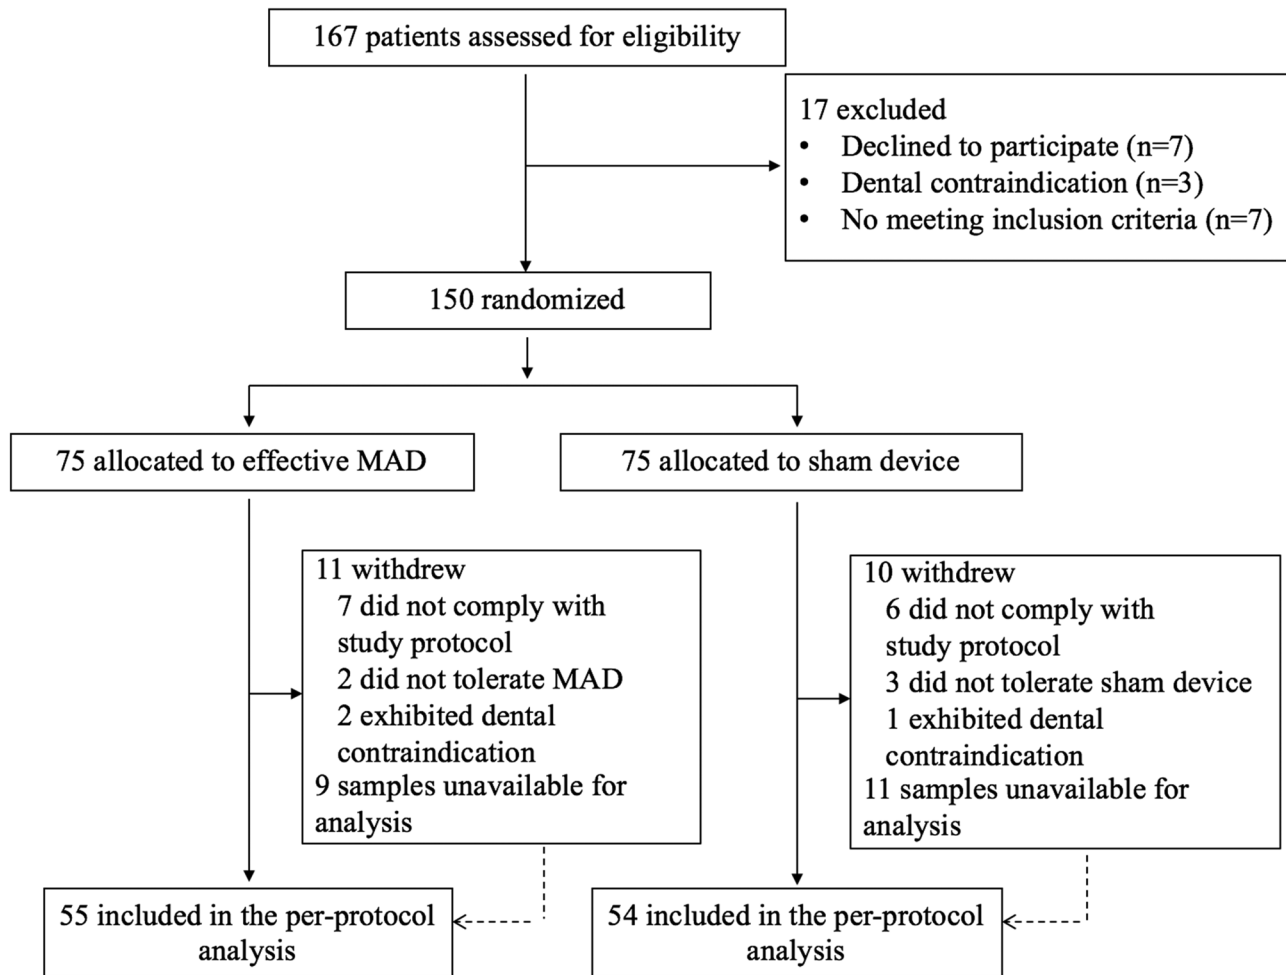 167 patients assessed for eligibility
17 excluded
• Declined to participate (n=7)
• Dental contraindication (n=3)
• No meeting inclusion criteria (n=7)
150 randomized
75 allocated to effective MAD
75 allocated to sham device
11 withdrew
7 did not comply with
study protocol
2 did not tolerate MAD
2 exhibited dental
contraindication
9 samples unavailable for
analysis
10 withdrew
6 did not comply with
study protocol
3 did not tolerate sham device
1 exhibited dental
contraindication
11 samples unavailable for
analysis
55 included in the per-protocol
analysis
54 included in the per-protocol
analysis